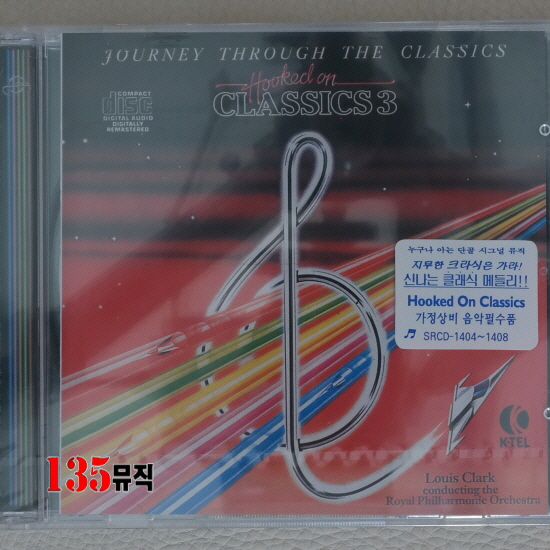 JOURNEY THROUGH THE CLASSICS
Hooked on
CLASSICS 3
COMPACT
disc
DIGITAL AUDIO
DIGITALLY
REMASTERED
누구나 아는 단골 시그널 뮤직
지루한 크라식은 가라!
신나는 클래식 메들리!!
Hooked On Classics
가정상비 음악필수품
SRCD-1404~1408
K-TEL
135뮤직
Louis Clark
conducting the
Royal Philharmonic Orchestra